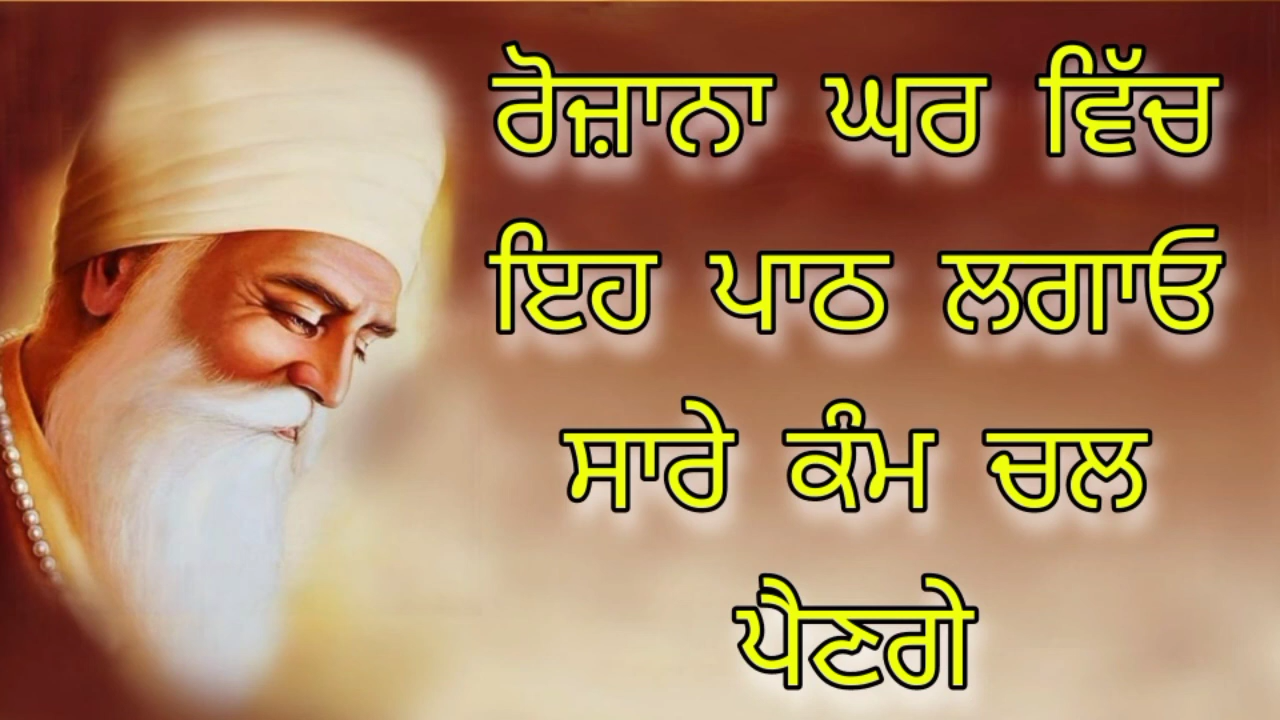 ਰੋਜ਼ਾਨਾ ਘਰ ਵਿੱਚ
ਇਹ ਪਾਠ ਲਗਾਓ
ਸਾਰੇ ਕੰਮ ਚਲ
ਪੈਣਗੇ